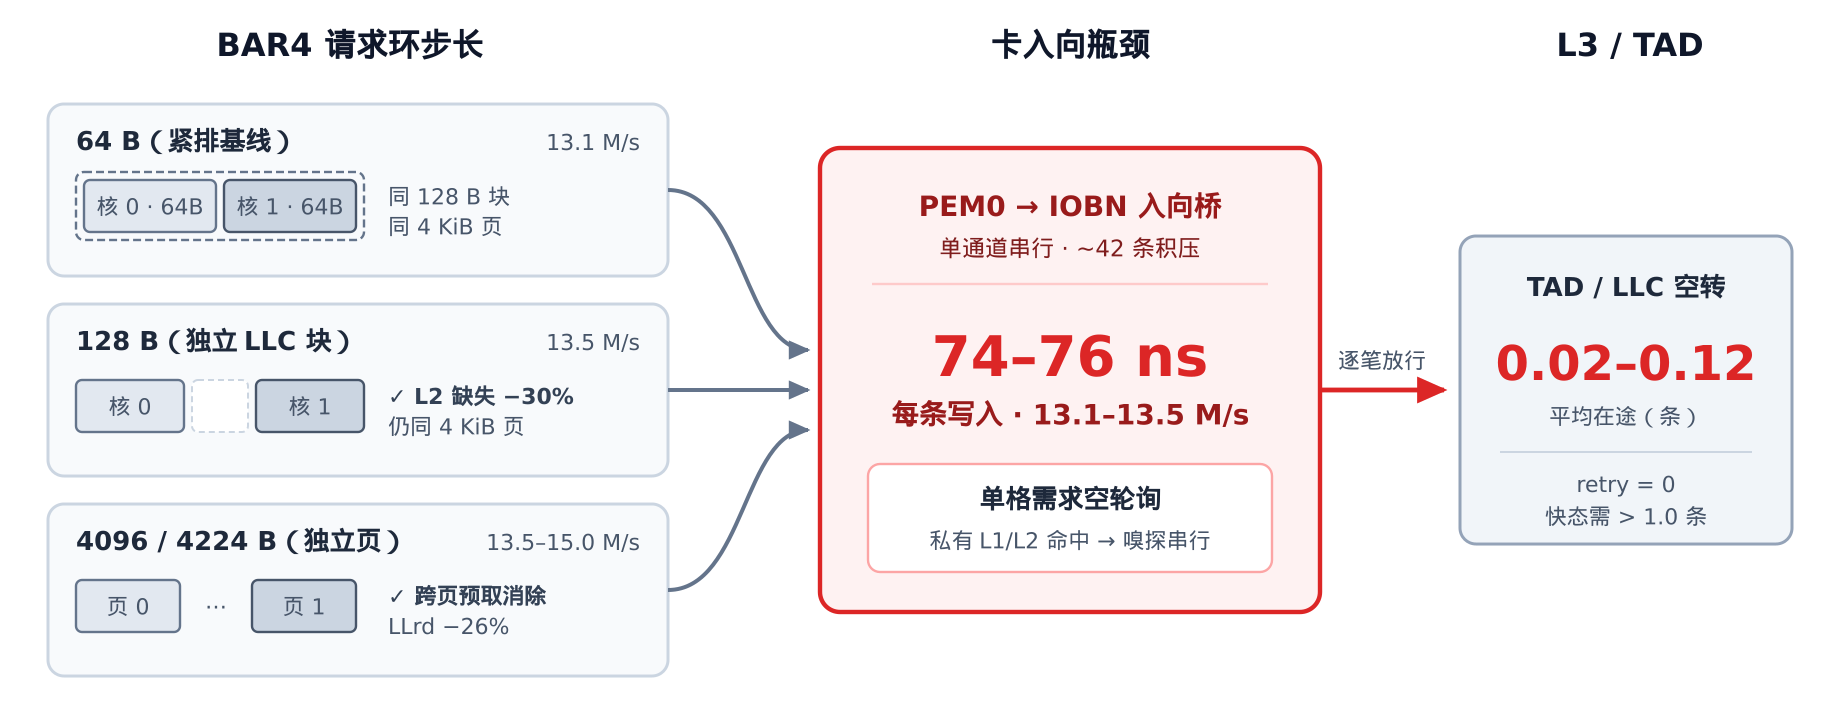 BAR4 请求环步长
64 B（紧排基线）
13.1 M/s
核 0 · 64B
核 1 · 64B
同 128 B 块
同 4 KiB 页
128 B（独立 LLC 块）
13.5 M/s
核 0
核 1
✓ L2 缺失 −30%
仍同 4 KiB 页
4096 / 4224 B（独立页）
13.5–15.0 M/s
页 0
···
页 1
✓ 跨页预取消除
LLrd −26%
卡入向瓶颈
PEM0 → IOBN 入向桥
单通道串行 · ~42 条积压
74–76 ns
每条写入 · 13.1–13.5 M/s
单格需求空轮询
私有 L1/L2 命中 → 嗅探串行
逐笔放行
L3 / TAD
TAD / LLC 空转
0.02–0.12
平均在途（条）
retry = 0
快态需 > 1.0 条